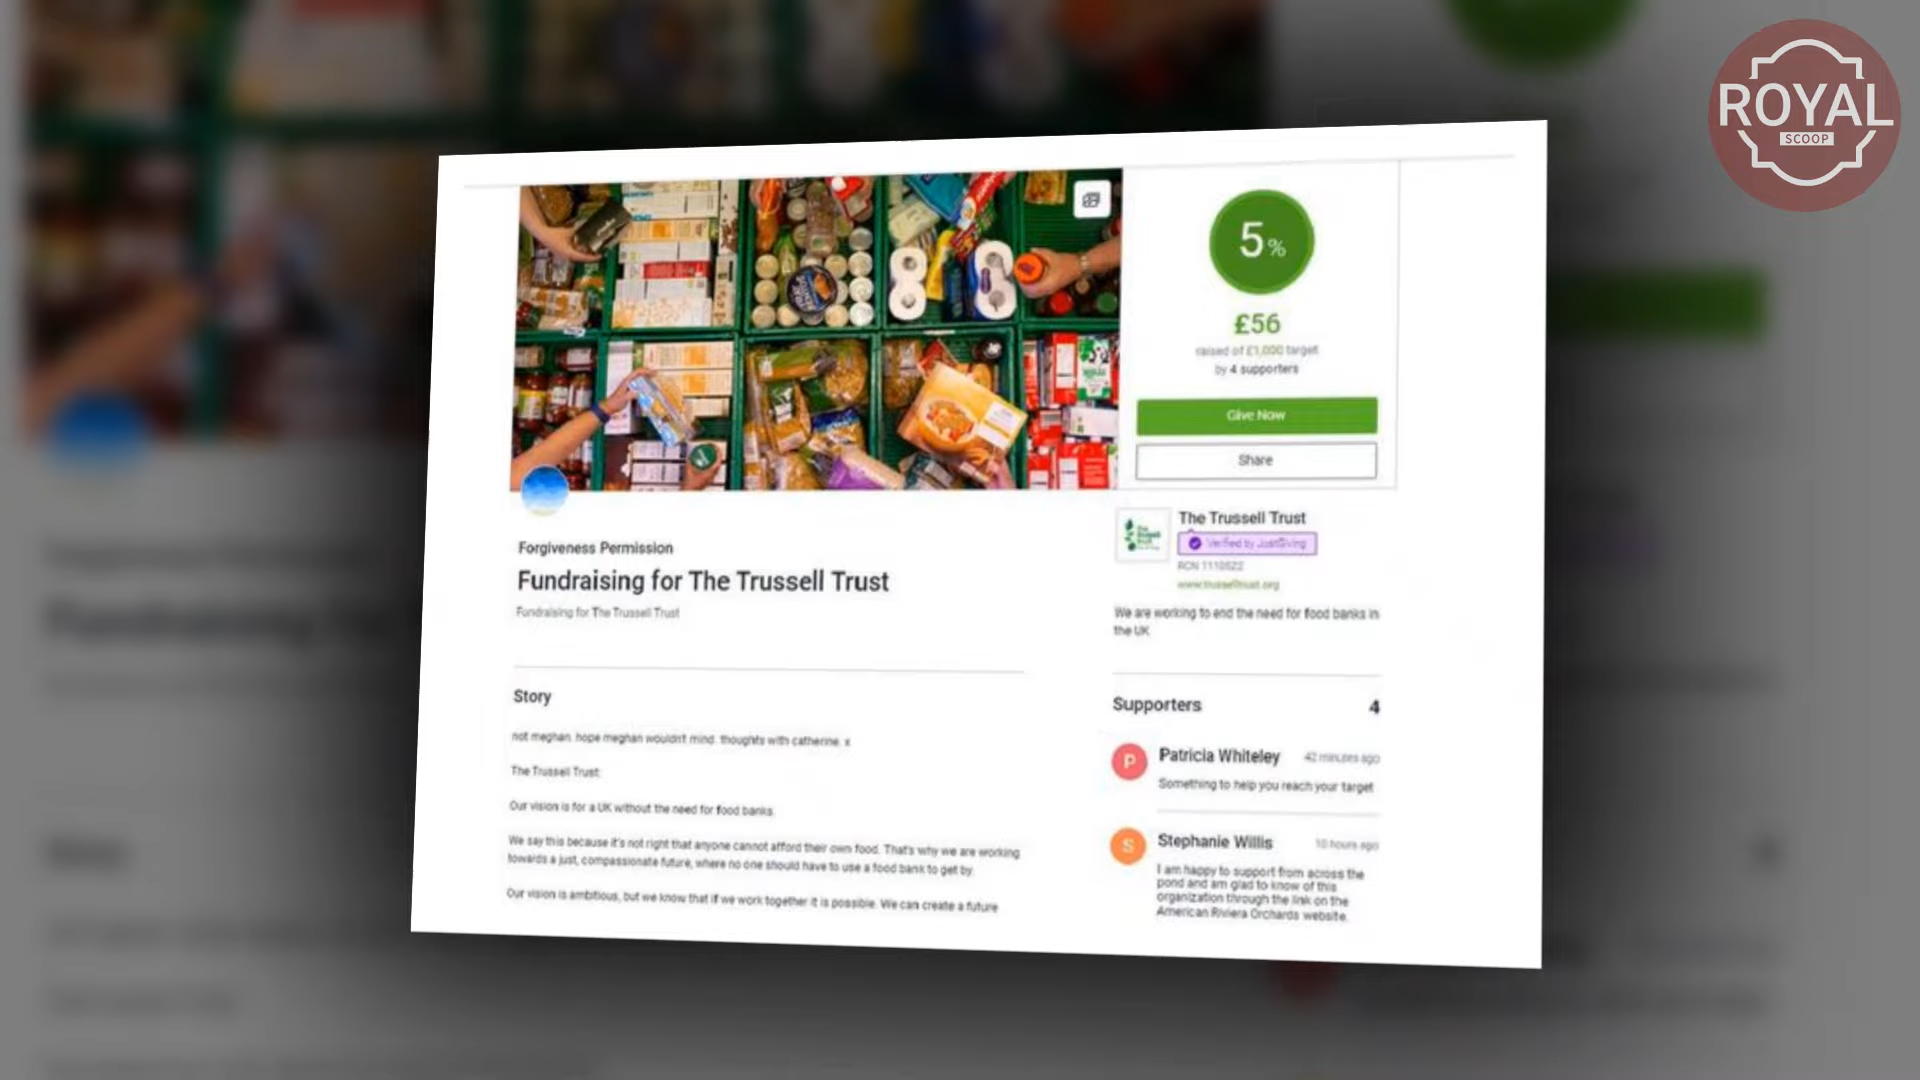 ROYAL
SCOOP
5%
£56
raised of £1,000 target
by 4 supporters
Give Now
Share
The Trussell Trust
Verified by JustGiving
RCN 1110522
www.trusselltrust.org
We are working to end the need for food banks in
the UK
Forgiveness Permission
Fundraising for The Trussell Trust
Fundraising for The Trussell Trust
Story
not meghan. hope meghan wouldn't mind. thoughts with catherine. x
The Trussell Trust:
Our vision is for a UK without the need for food banks.
We say this because it's not right that anyone cannot afford their own food. That's why we are working
towards a just, compassionate future, where no one should have to use a food bank to get by.
Our vision is ambitious, but we know that if we work together it is possible. We can create a future
Supporters 4
P
Patricia Whiteley 42 minutes ago
Something to help you reach your target
S
Stephanie Willis 10 hours ago
I am happy to support from across the
pond and am glad to know of this
organization through the link on the
American Riviera Orchards website.